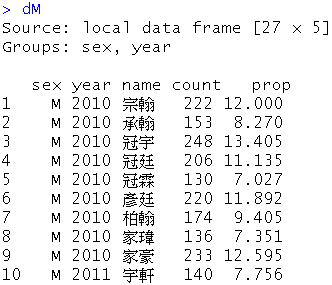 > dM
Source: local data frame [27 x 5]
Groups: sex, year

sex year name count prop
1 M 2010 宗翰 222 12.000
2 M 2010 承翰 153 8.270
3 M 2010 冠宇 248 13.405
4 M 2010 冠廷 206 11.135
5 M 2010 冠霖 130 7.027
6 M 2010 彥廷 220 11.892
7 M 2010 柏翰 174 9.405
8 M 2010 家瑋 136 7.351
9 M 2010 家豪 233 12.595
10 M 2011 宇軒 140 7.756